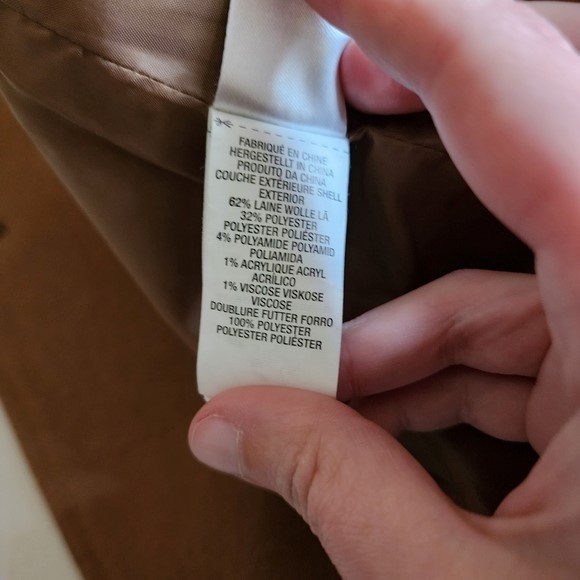 FABRIQUÉ EN CHINE
HERGESTELLT IN CHINA
PRODUTO DA CHINA
COUCHE EXTÉRIEURE SHELL
EXTERIOR
62% LAINE WOLLE LÃ
32% POLYESTER
POLYESTER POLIÉSTER
4% POLYAMIDE POLYAMID
POLIAMIDA
1% ACRYLIQUE ACRYL
ACRÍLICO
1% VISCOSE VISKOSE
VISCOSE
DOUBLURE FUTTER FORRO
100% POLYESTER
POLYESTER POLIÉSTER